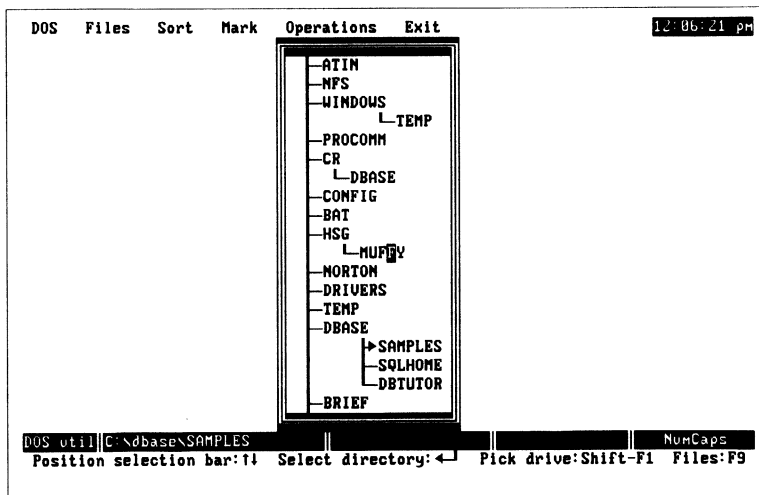 DOS Files Sort Mark Operations Exit 12:06:21 pm
ATIN
NFS
WINDOWS
TEMP
PROCOMM
CR
DBASE
CONFIG
BAT
HSG
MUFFY
NORTON
DRIVERS
TEMP
DBASE
SAMPLES
SQLHOME
DBTUTOR
BRIEF
DOS util C:\dbase\SAMPLES NumCaps
Position selection bar:↑↓ Select directory:↵ Pick drive:Shift-F1 Files:F9